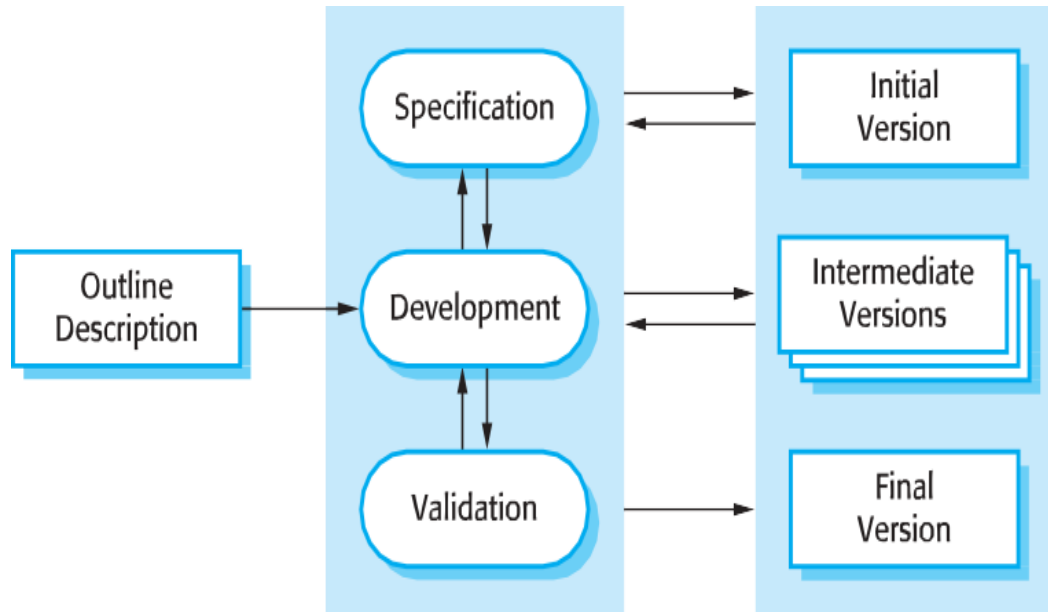 Specification
Initial
Version
Outline
Description
Development
Intermediate
Versions
Validation
Final
Version